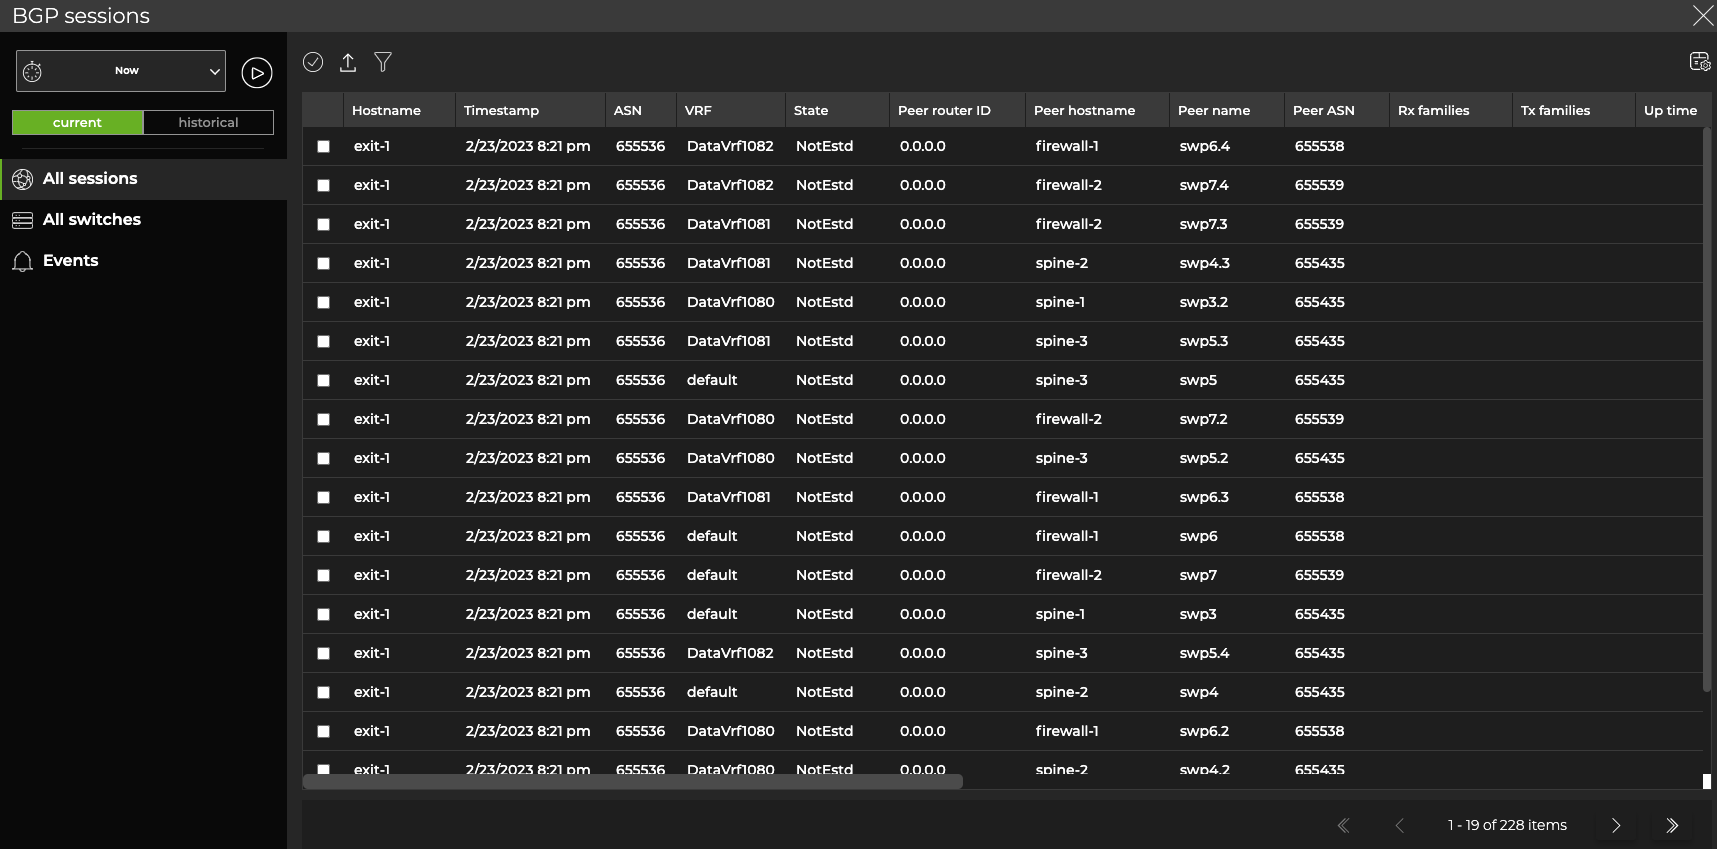 BGP sessions
Now
current historical
All sessions
All switches
Events
Hostname Timestamp ASN VRF State Peer router ID Peer hostname Peer name Peer ASN Rx families Tx families Up time
exit-1 2/23/2023 8:21 pm 655536 DataVrf1082 NotEstd 0.0.0.0 firewall-1 swp6.4 655538
exit-1 2/23/2023 8:21 pm 655536 DataVrf1082 NotEstd 0.0.0.0 firewall-2 swp7.4 655539
exit-1 2/23/2023 8:21 pm 655536 DataVrf1081 NotEstd 0.0.0.0 firewall-2 swp7.3 655539
exit-1 2/23/2023 8:21 pm 655536 DataVrf1081 NotEstd 0.0.0.0 spine-2 swp4.3 655435
exit-1 2/23/2023 8:21 pm 655536 DataVrf1080 NotEstd 0.0.0.0 spine-1 swp3.2 655435
exit-1 2/23/2023 8:21 pm 655536 DataVrf1081 NotEstd 0.0.0.0 spine-3 swp5.3 655435
exit-1 2/23/2023 8:21 pm 655536 default NotEstd 0.0.0.0 spine-3 swp5 655435
exit-1 2/23/2023 8:21 pm 655536 DataVrf1080 NotEstd 0.0.0.0 firewall-2 swp7.2 655539
exit-1 2/23/2023 8:21 pm 655536 DataVrf1080 NotEstd 0.0.0.0 spine-3 swp5.2 655435
exit-1 2/23/2023 8:21 pm 655536 DataVrf1081 NotEstd 0.0.0.0 firewall-1 swp6.3 655538
exit-1 2/23/2023 8:21 pm 655536 default NotEstd 0.0.0.0 firewall-1 swp6 655538
exit-1 2/23/2023 8:21 pm 655536 default NotEstd 0.0.0.0 firewall-2 swp7 655539
exit-1 2/23/2023 8:21 pm 655536 default NotEstd 0.0.0.0 spine-1 swp3 655435
exit-1 2/23/2023 8:21 pm 655536 DataVrf1082 NotEstd 0.0.0.0 spine-3 swp5.4 655435
exit-1 2/23/2023 8:21 pm 655536 default NotEstd 0.0.0.0 spine-2 swp4 655435
exit-1 2/23/2023 8:21 pm 655536 DataVrf1080 NotEstd 0.0.0.0 firewall-1 swp6.2 655538
exit-1 2/23/2023 8:21 pm 655536 DataVrf1080 NotEstd 0.0.0.0 spine-2 swp4.2 655435
1 - 19 of 228 items